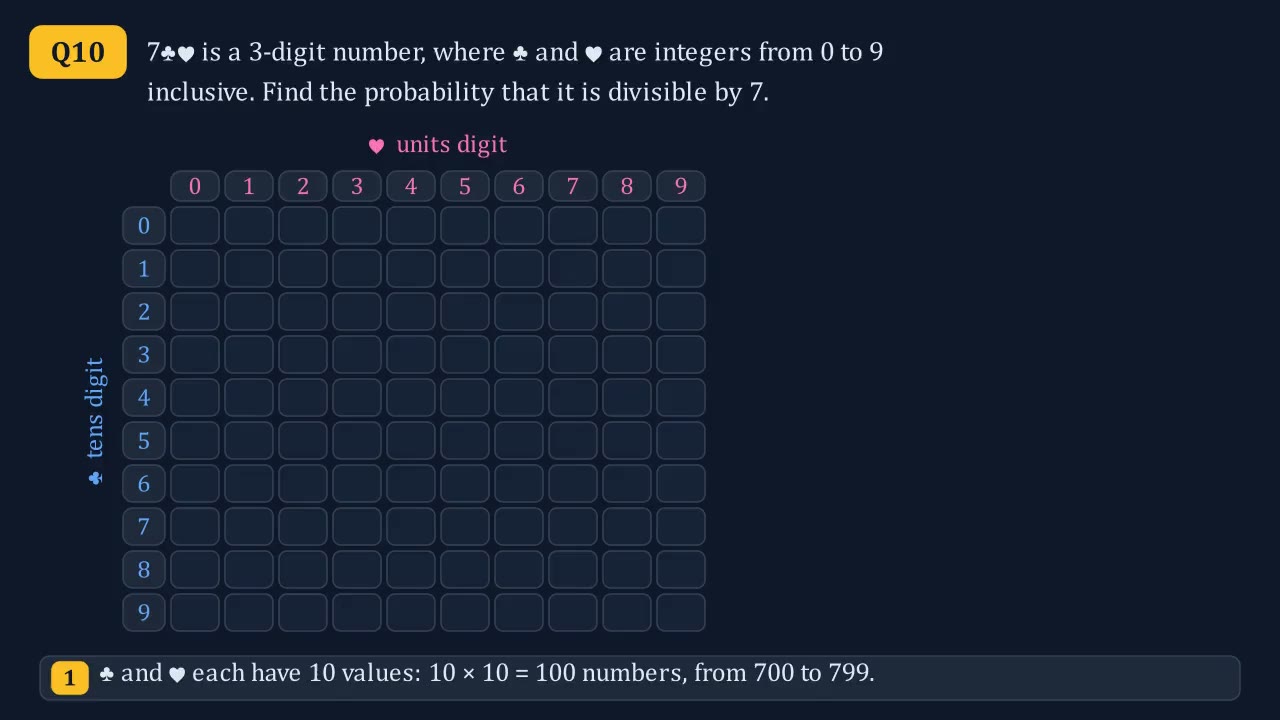 Q10
7♣♥ is a 3-digit number, where ♣ and ♥ are integers from 0 to 9
inclusive. Find the probability that it is divisible by 7.
♥ units digit
0 1 2 3 4 5 6 7 8 9
♣ tens digit
0
1
2
3
4
5
6
7
8
9
1 ♣ and ♥ each have 10 values: 10 × 10 = 100 numbers, from 700 to 799.